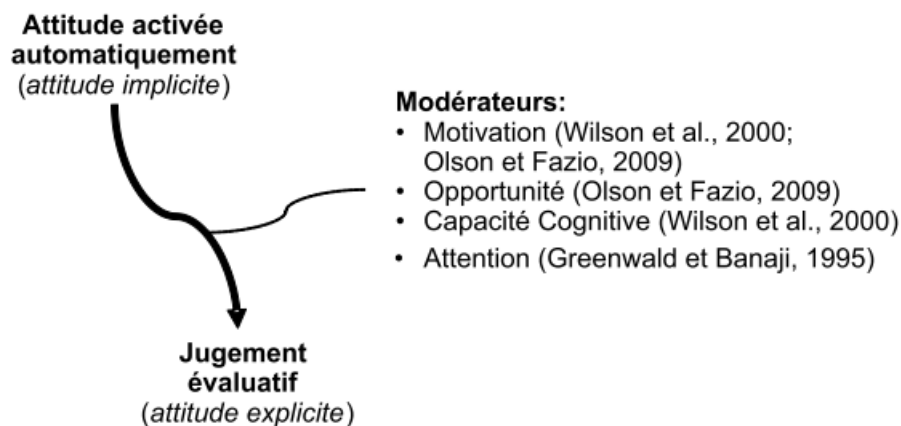 Attitude activée
automatiquement
(attitude implicite)
Modérateurs:
• Motivation (Wilson et al., 2000;
Olson et Fazio, 2009)
• Opportunité (Olson et Fazio, 2009)
• Capacité Cognitive (Wilson et al., 2000)
• Attention (Greenwald et Banaji, 1995)
Jugement
évaluatif
(attitude explicite)